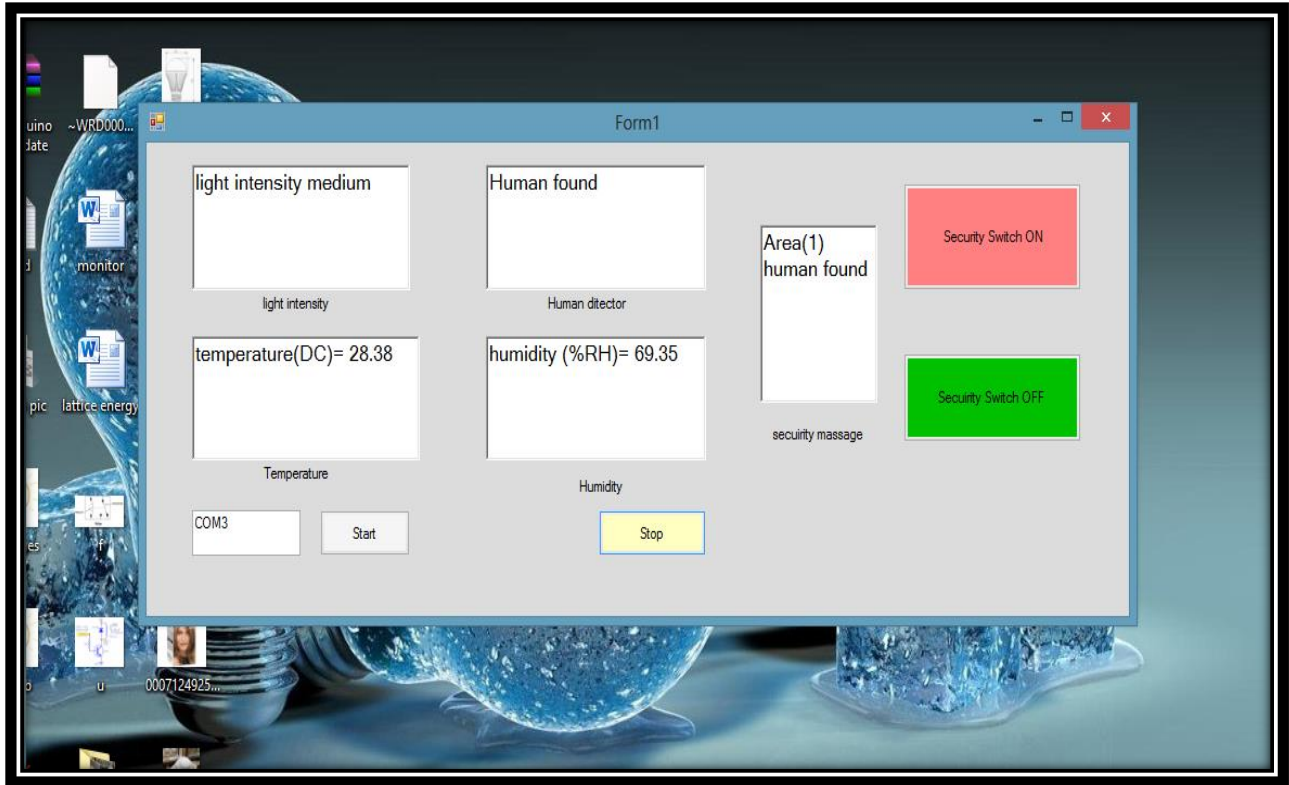 uino
date
~WRD000...
Form1
light intensity medium
light intensity
Human found
Human ditector
Area(1)
human found
secuirity massage
Security Switch ON
temperature(DC)= 28.38
Temperature
humidity (%RH)= 69.35
Humidity
Secuirity Switch OFF
COM3
Start
Stop
monitor
pic
lattice energy
es
f
u
0007124925...